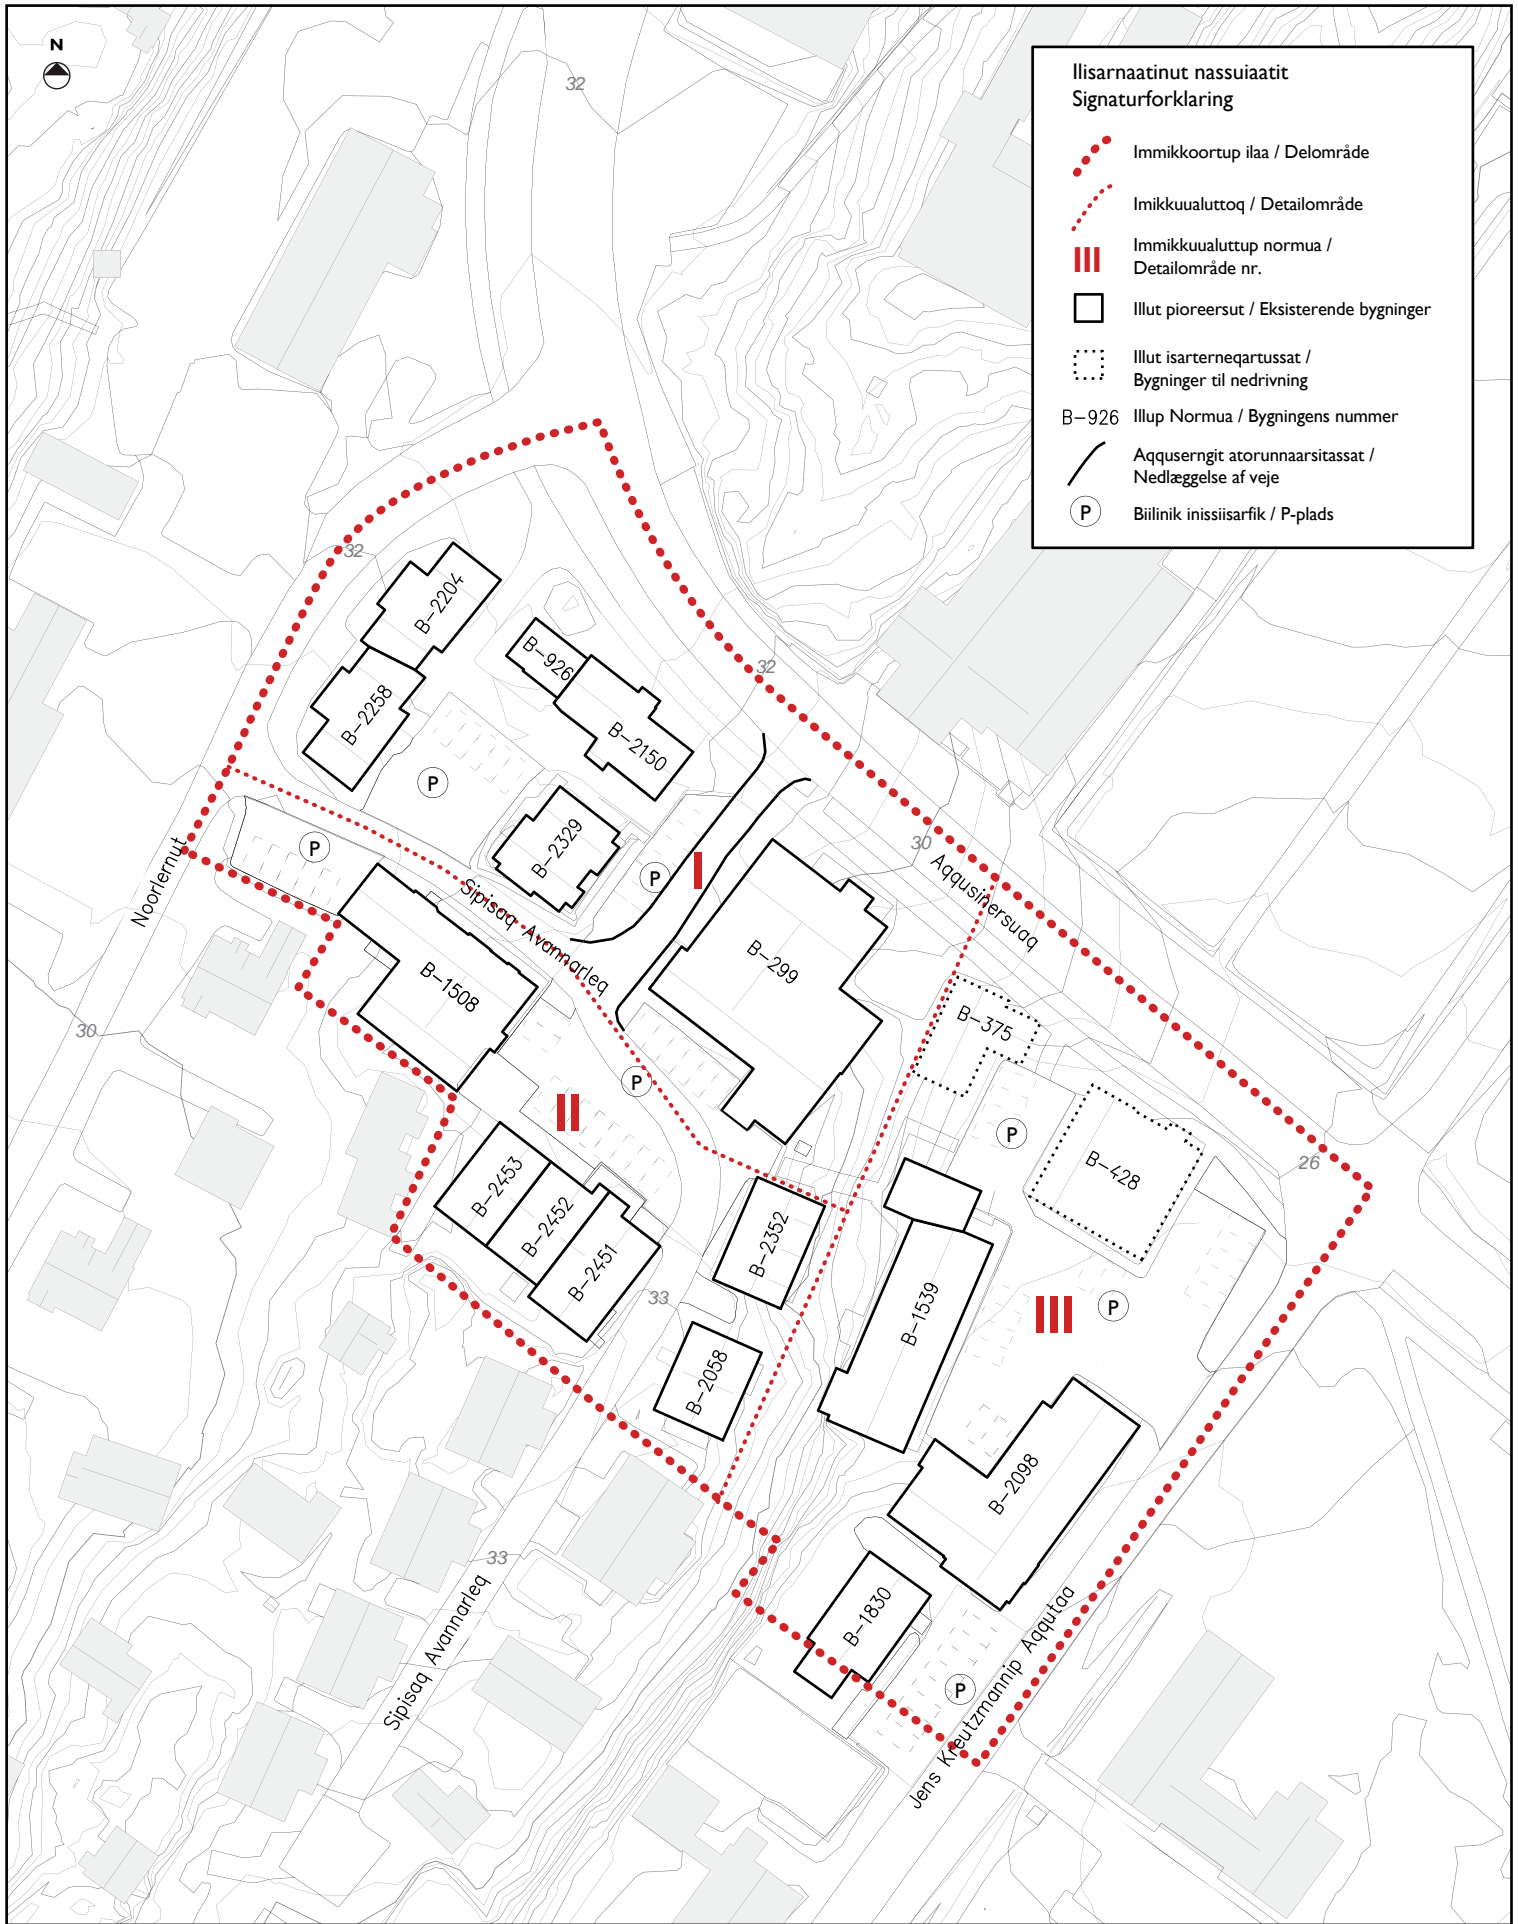 N
32
Ilisarnaatinut nassuiaatit
Signaturforklaring
Immikkoortup ilaa / Delområde
Imikkuualuttoq / Detailområde
III
Immikkuualuttup normua /
Detailområde nr.
Illut pioreersut / Eksisterende bygninger
Illut isarterneqartussat /
Bygninger til nedrivning
B-926
Illup Normua / Bygningens nummer
Aqquserngit atorunnaarsitassat /
Nedlæggelse af veje
P
Biilinik inissiisarfik / P-plads
32
B-2204
B-926
32
B-2258
B-2150
P
P
B-2329
30
Noorlernut
P
I
Aqqusinersuaq
Sipisaq Avannarleq
B-299
B-1508
30
B-375
P
II
P
B-428
26
B-2453
B-2452
B-2352
B-2451
33
B-1539
III
P
B-2058
B-2098
33
B-1830
Sipisaq Avannarleq
P
Jens Kreutzmannip Aqqutaa